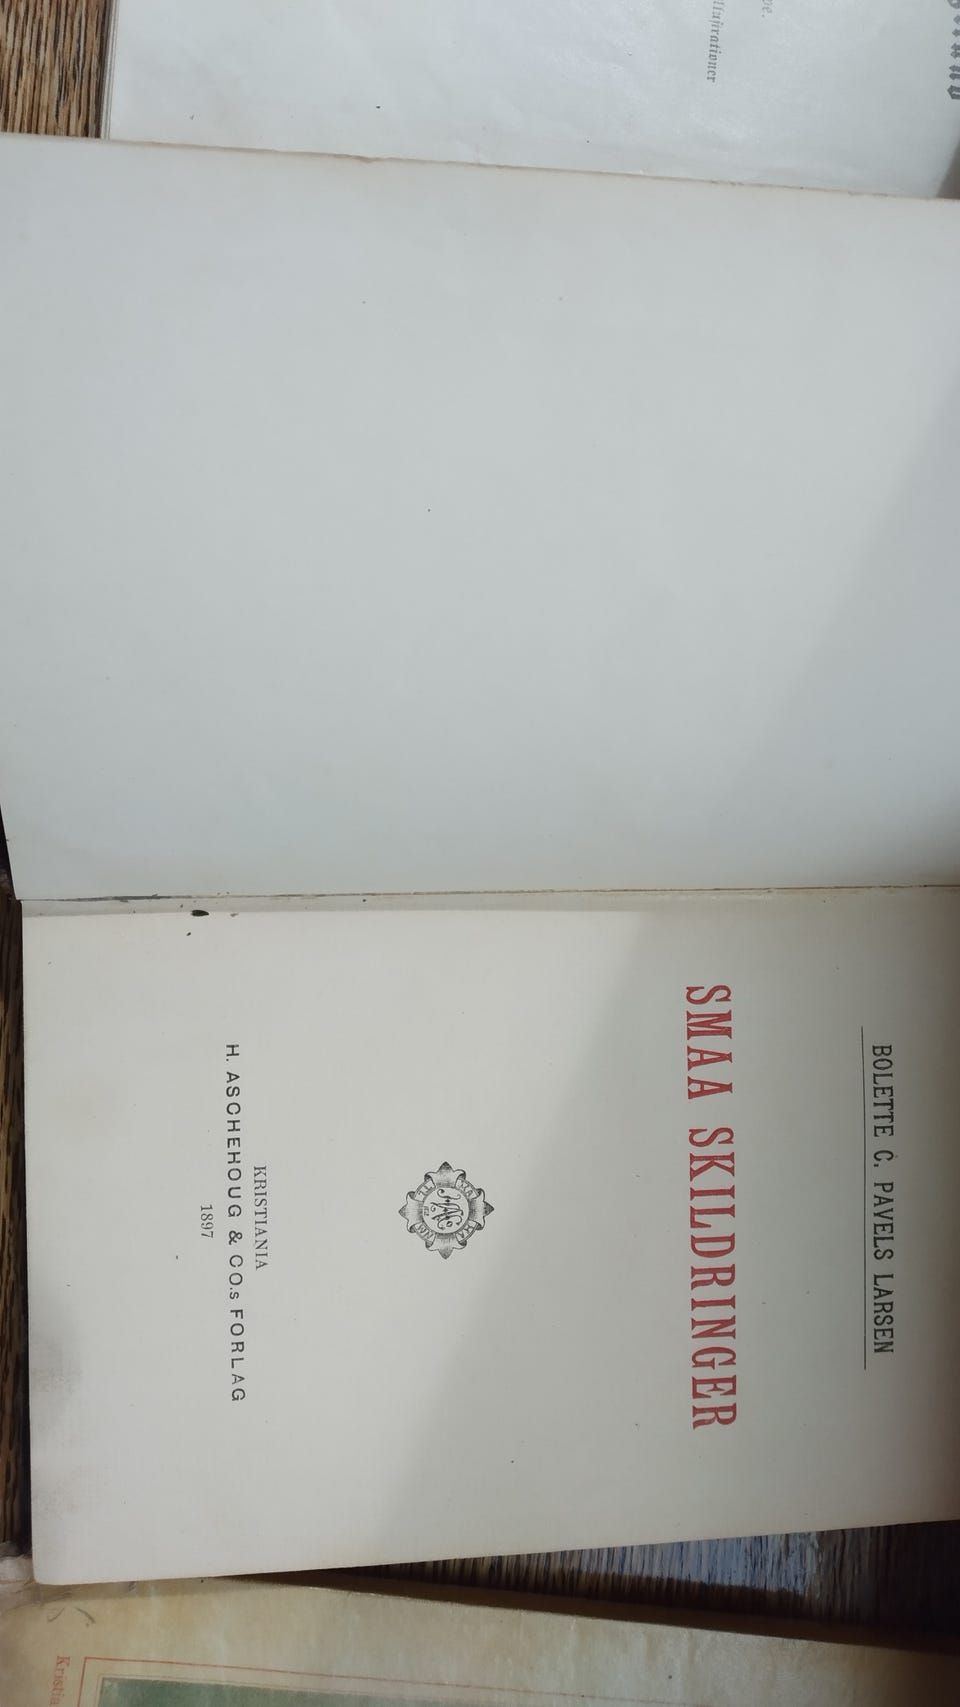 BOLETTE C. PAVELS LARSEN
SMAA SKILDRINGER
KRISTIANIA
H. ASCHEHOUG & CO.s FORLAG
1897